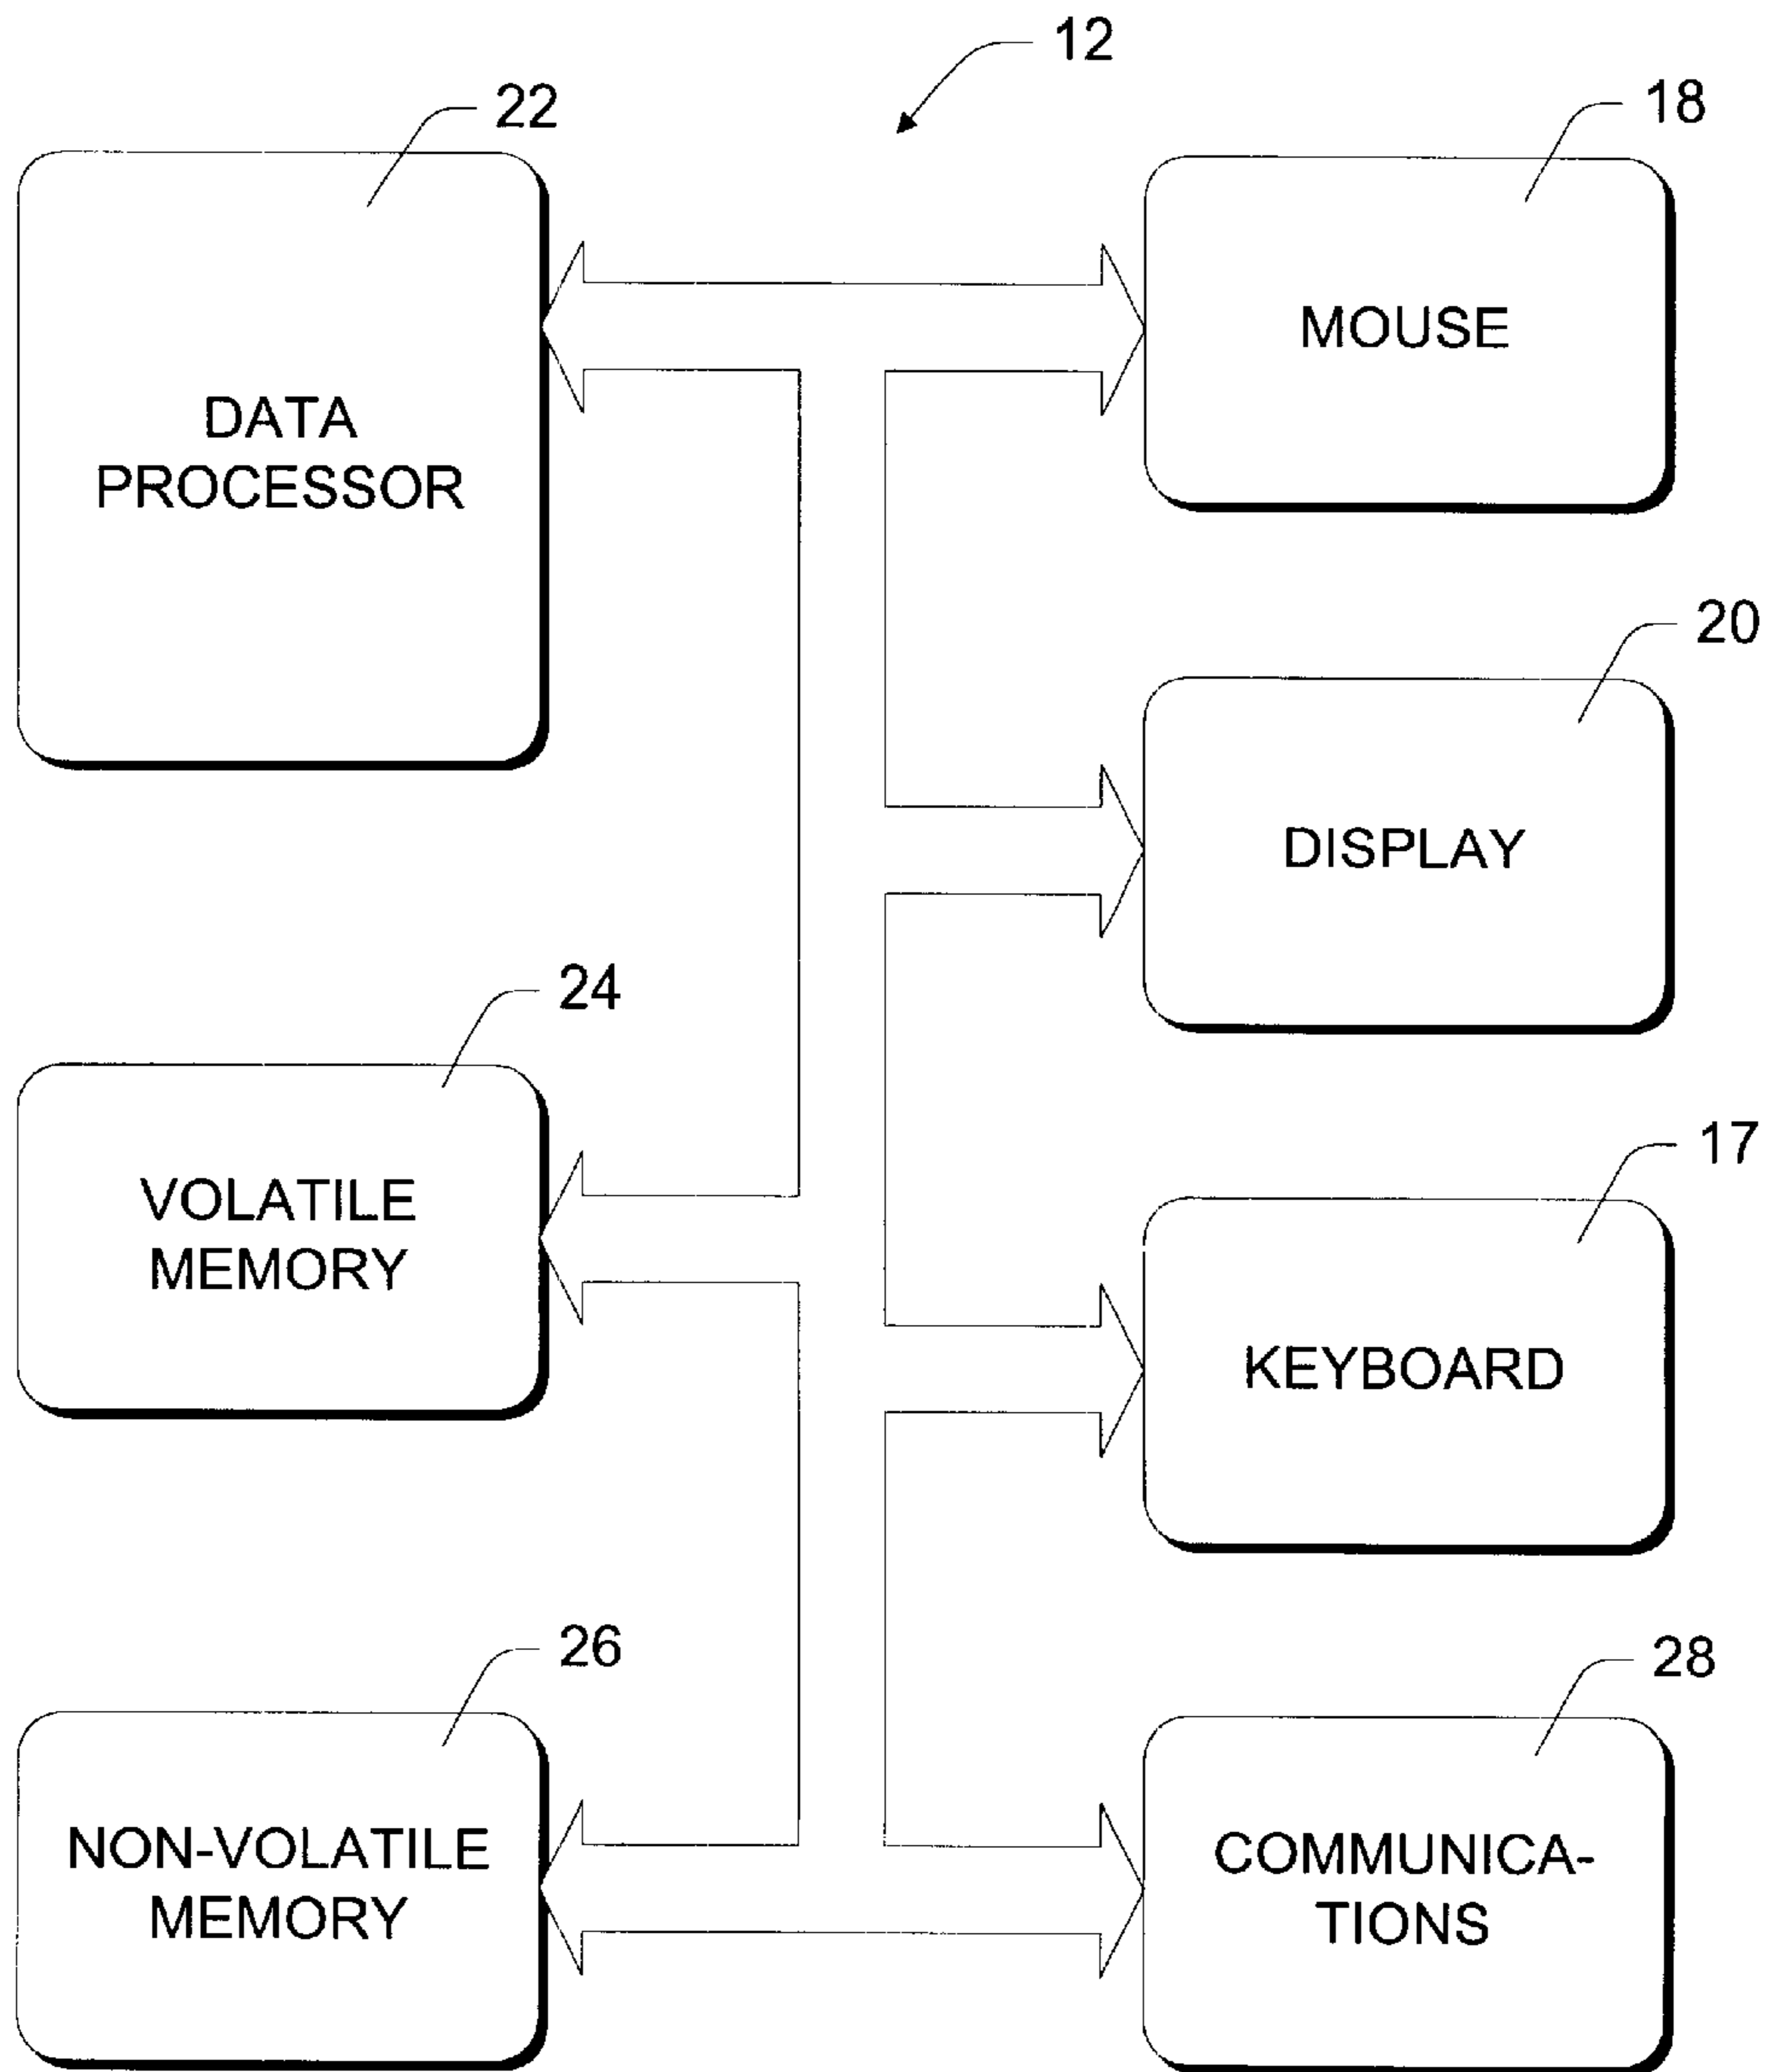 12
22
18
DATA
PROCESSOR
MOUSE
20
DISPLAY
24
VOLATILE
MEMORY
17
KEYBOARD
26
NON-VOLATILE
MEMORY
28
COMMUNICA-
TIONS